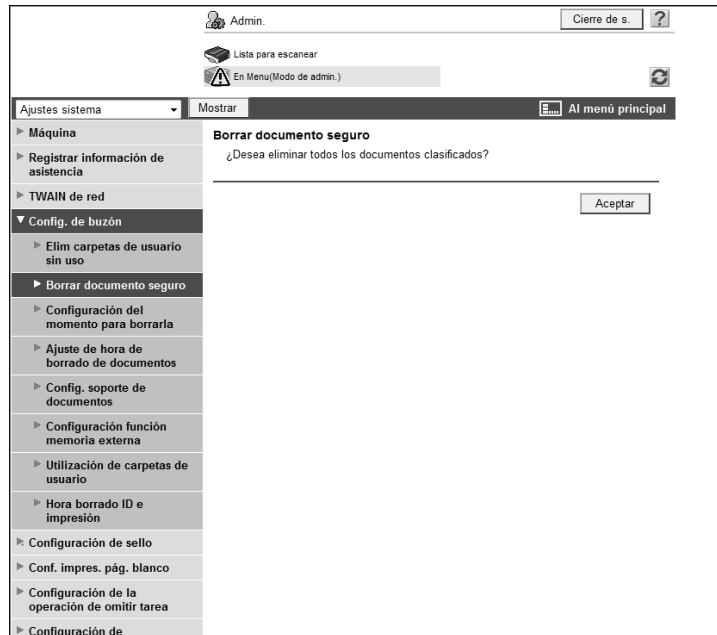 Admin.
Cierre de s.
?
Lista para escanear
En Menu(Modo de admin.)
Ajustes sistema
Mostrar
Al menú principal
Máquina
Registrar información de
asistencia
TWAIN de red
Config. de buzón
Elim carpetas de usuario
sin uso
Borrar documento seguro
Configuración del
momento para borrarla
Ajuste de hora de
borrado de documentos
Config. soporte de
documentos
Configuración función
memoria externa
Utilización de carpetas de
usuario
Hora borrado ID e
impresión
Configuración de sello
Conf. impres. pág. blanco
Configuración de la
operación de omitir tarea
Configuración de
Borrar documento seguro
¿Desea eliminar todos los documentos clasificados?
Aceptar